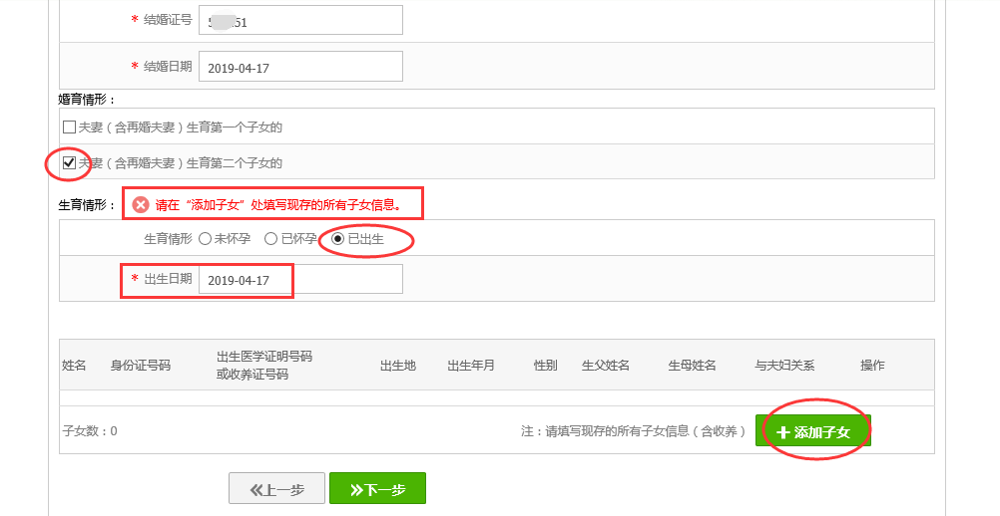 * 结婚证号
* 结婚日期 2019-04-17
婚育情形：
夫妻（含再婚夫妻）生育第一个子女的
夫妻（含再婚夫妻）生育第二个子女的
生育情形： 请在“添加子女”处填写现存的所有子女信息。
生育情形 未怀孕 已怀孕 已出生
* 出生日期 2019-04-17
姓名 身份证号码 出生医学证明号码 或收养证号码 出生地 出生年月 性别 生父姓名 生母姓名 与夫妇关系 操作
子女数：0 注：请填写现存的所有子女信息（含收养） 添加子女
上一步 下一步